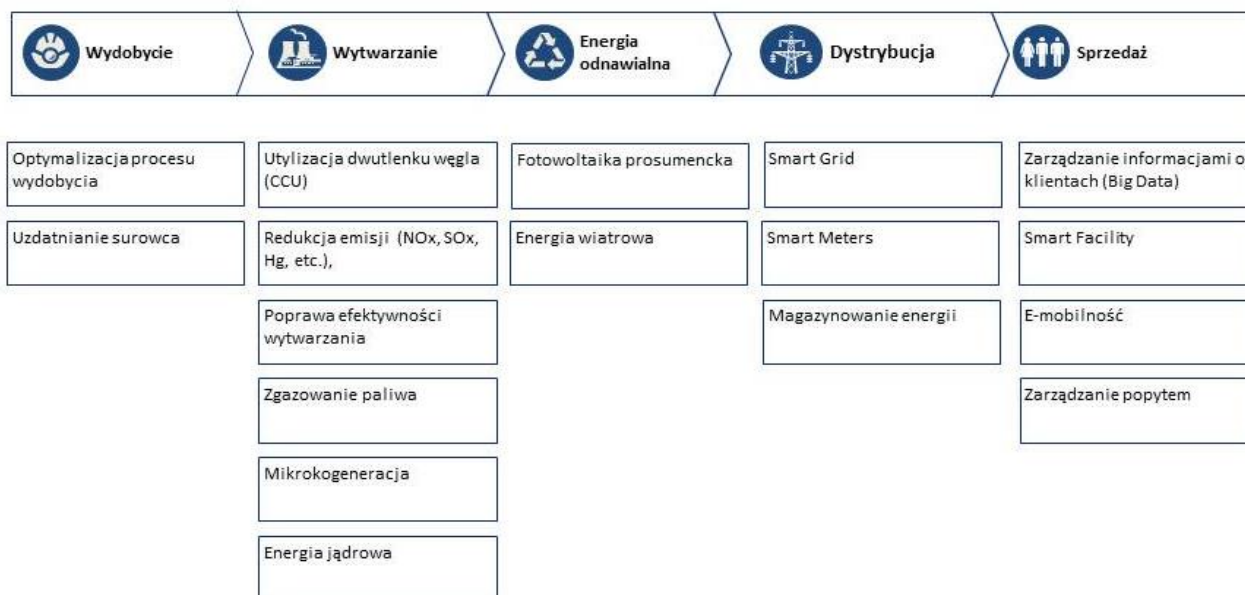 Wydobycie
Wytwarzanie
Energia
odnawialna
Dystrybucja
Sprzedaż
Optymalizacja procesu
wydobycia
Uzdatnianie surowca
Utylizacja dwutlenku węgla
(CCU)
Redukcja emisji (NOx, SOx,
Hg, etc.),
Poprawa efektywności
wytwarzania
Zgazowanie paliwa
Mikrokogeneracja
Energia jądrowa
Fotowoltaika prosumencka
Energia wiatrowa
Smart Grid
Smart Meters
Magazynowanie energii
Zarządzanie informacjami o
klientach (Big Data)
Smart Facility
E-mobilność
Zarządzanie popytem